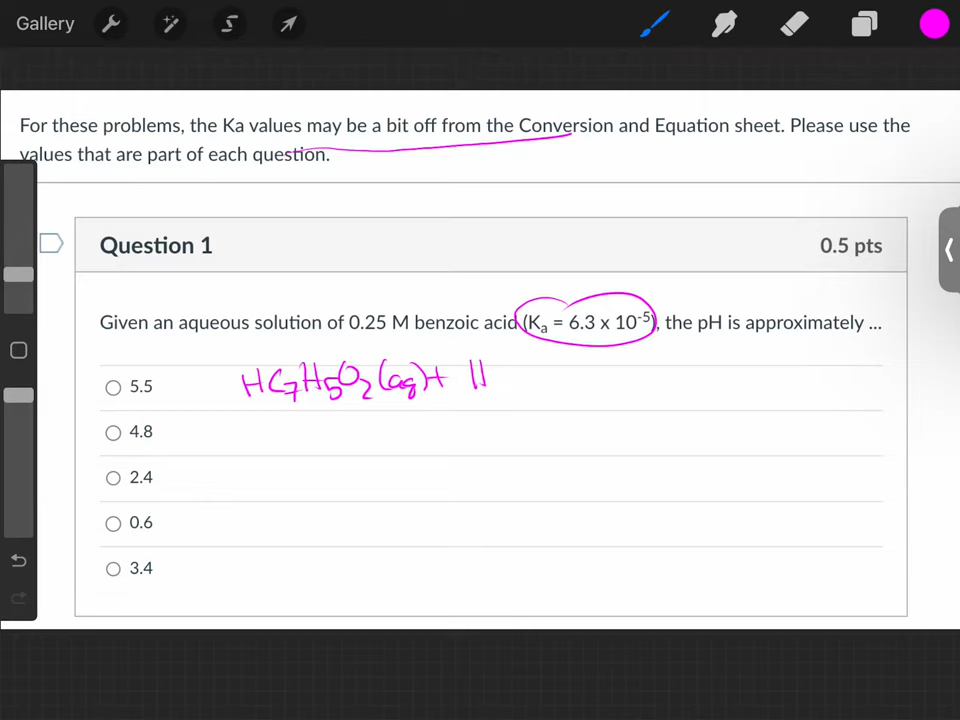 Gallery
For these problems, the Ka values may be a bit off from the Conversion and Equation sheet. Please use the
values that are part of each question.
Question 1
0.5 pts
Given an aqueous solution of 0.25 M benzoic acid (Kₐ = 6.3 x 10⁻⁵), the pH is approximately ...
5.5
HC₇H₅O₂(aq) +
4.8
2.4
0.6
3.4